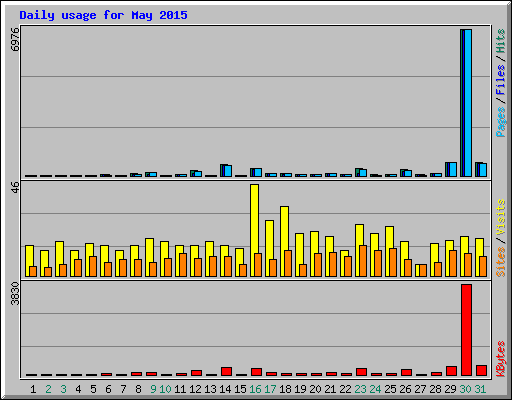 Daily usage for May 2015
6976
Pages / Files / Hits
46
Sites / Visits
3830
KBytes
1 2 3 4 5 6 7 8 9 10 11 12 13 14 15 16 17 18 19 20 21 22 23 24 25 26 27 28 29 30 31